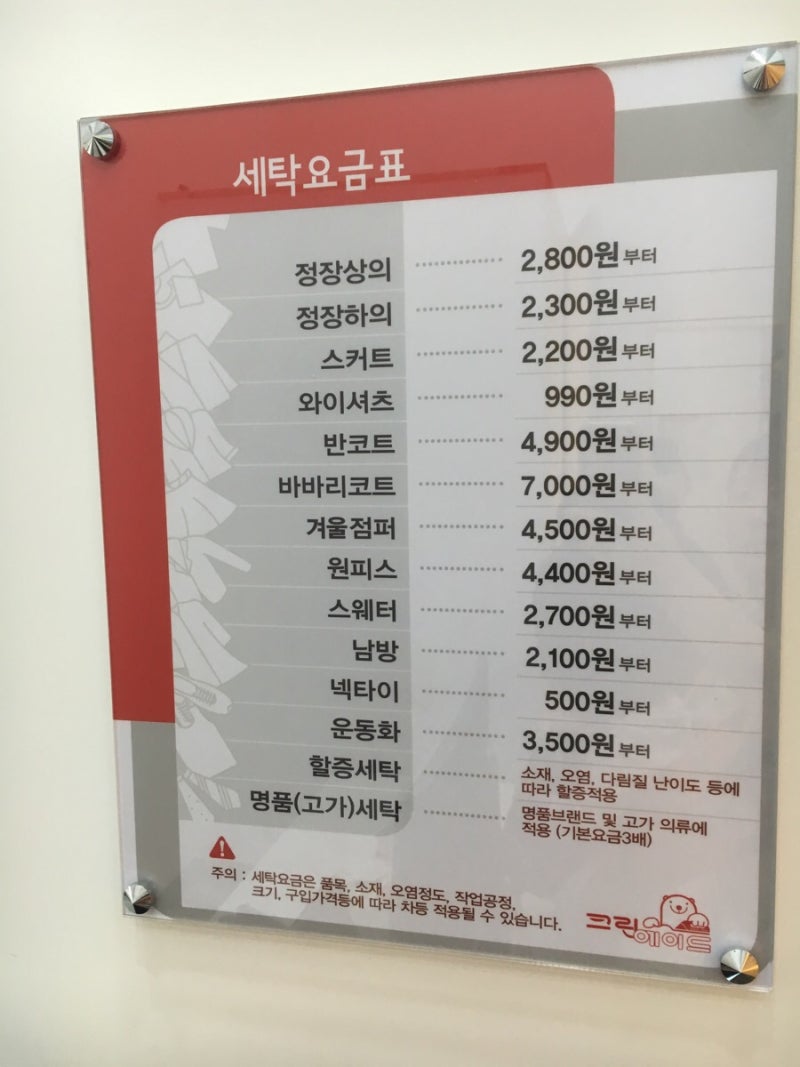 세탁요금표
정장상의 ············ 2,800원부터
정장하의 ············ 2,300원부터
스커트 ············ 2,200원부터
와이셔츠 ············ 990원부터
반코트 ············ 4,900원부터
바바리코트 ············ 7,000원부터
겨울점퍼 ············ 4,500원부터
원피스 ············ 4,400원부터
스웨터 ············ 2,700원부터
남방 ············ 2,100원부터
넥타이 ············ 500원부터
운동화 ············ 3,500원부터
할증세탁 ············ 소재, 오염, 다림질 난이도 등에
따라 할증적용
명품(고가)세탁 ············ 명품브랜드 및 고가 의류에
적용 (기본요금3배)
주의 : 세탁요금은 품목, 소재, 오염정도, 작업공정,
크기, 구입가격등에 따라 차등 적용될 수 있습니다.
크린
에이드